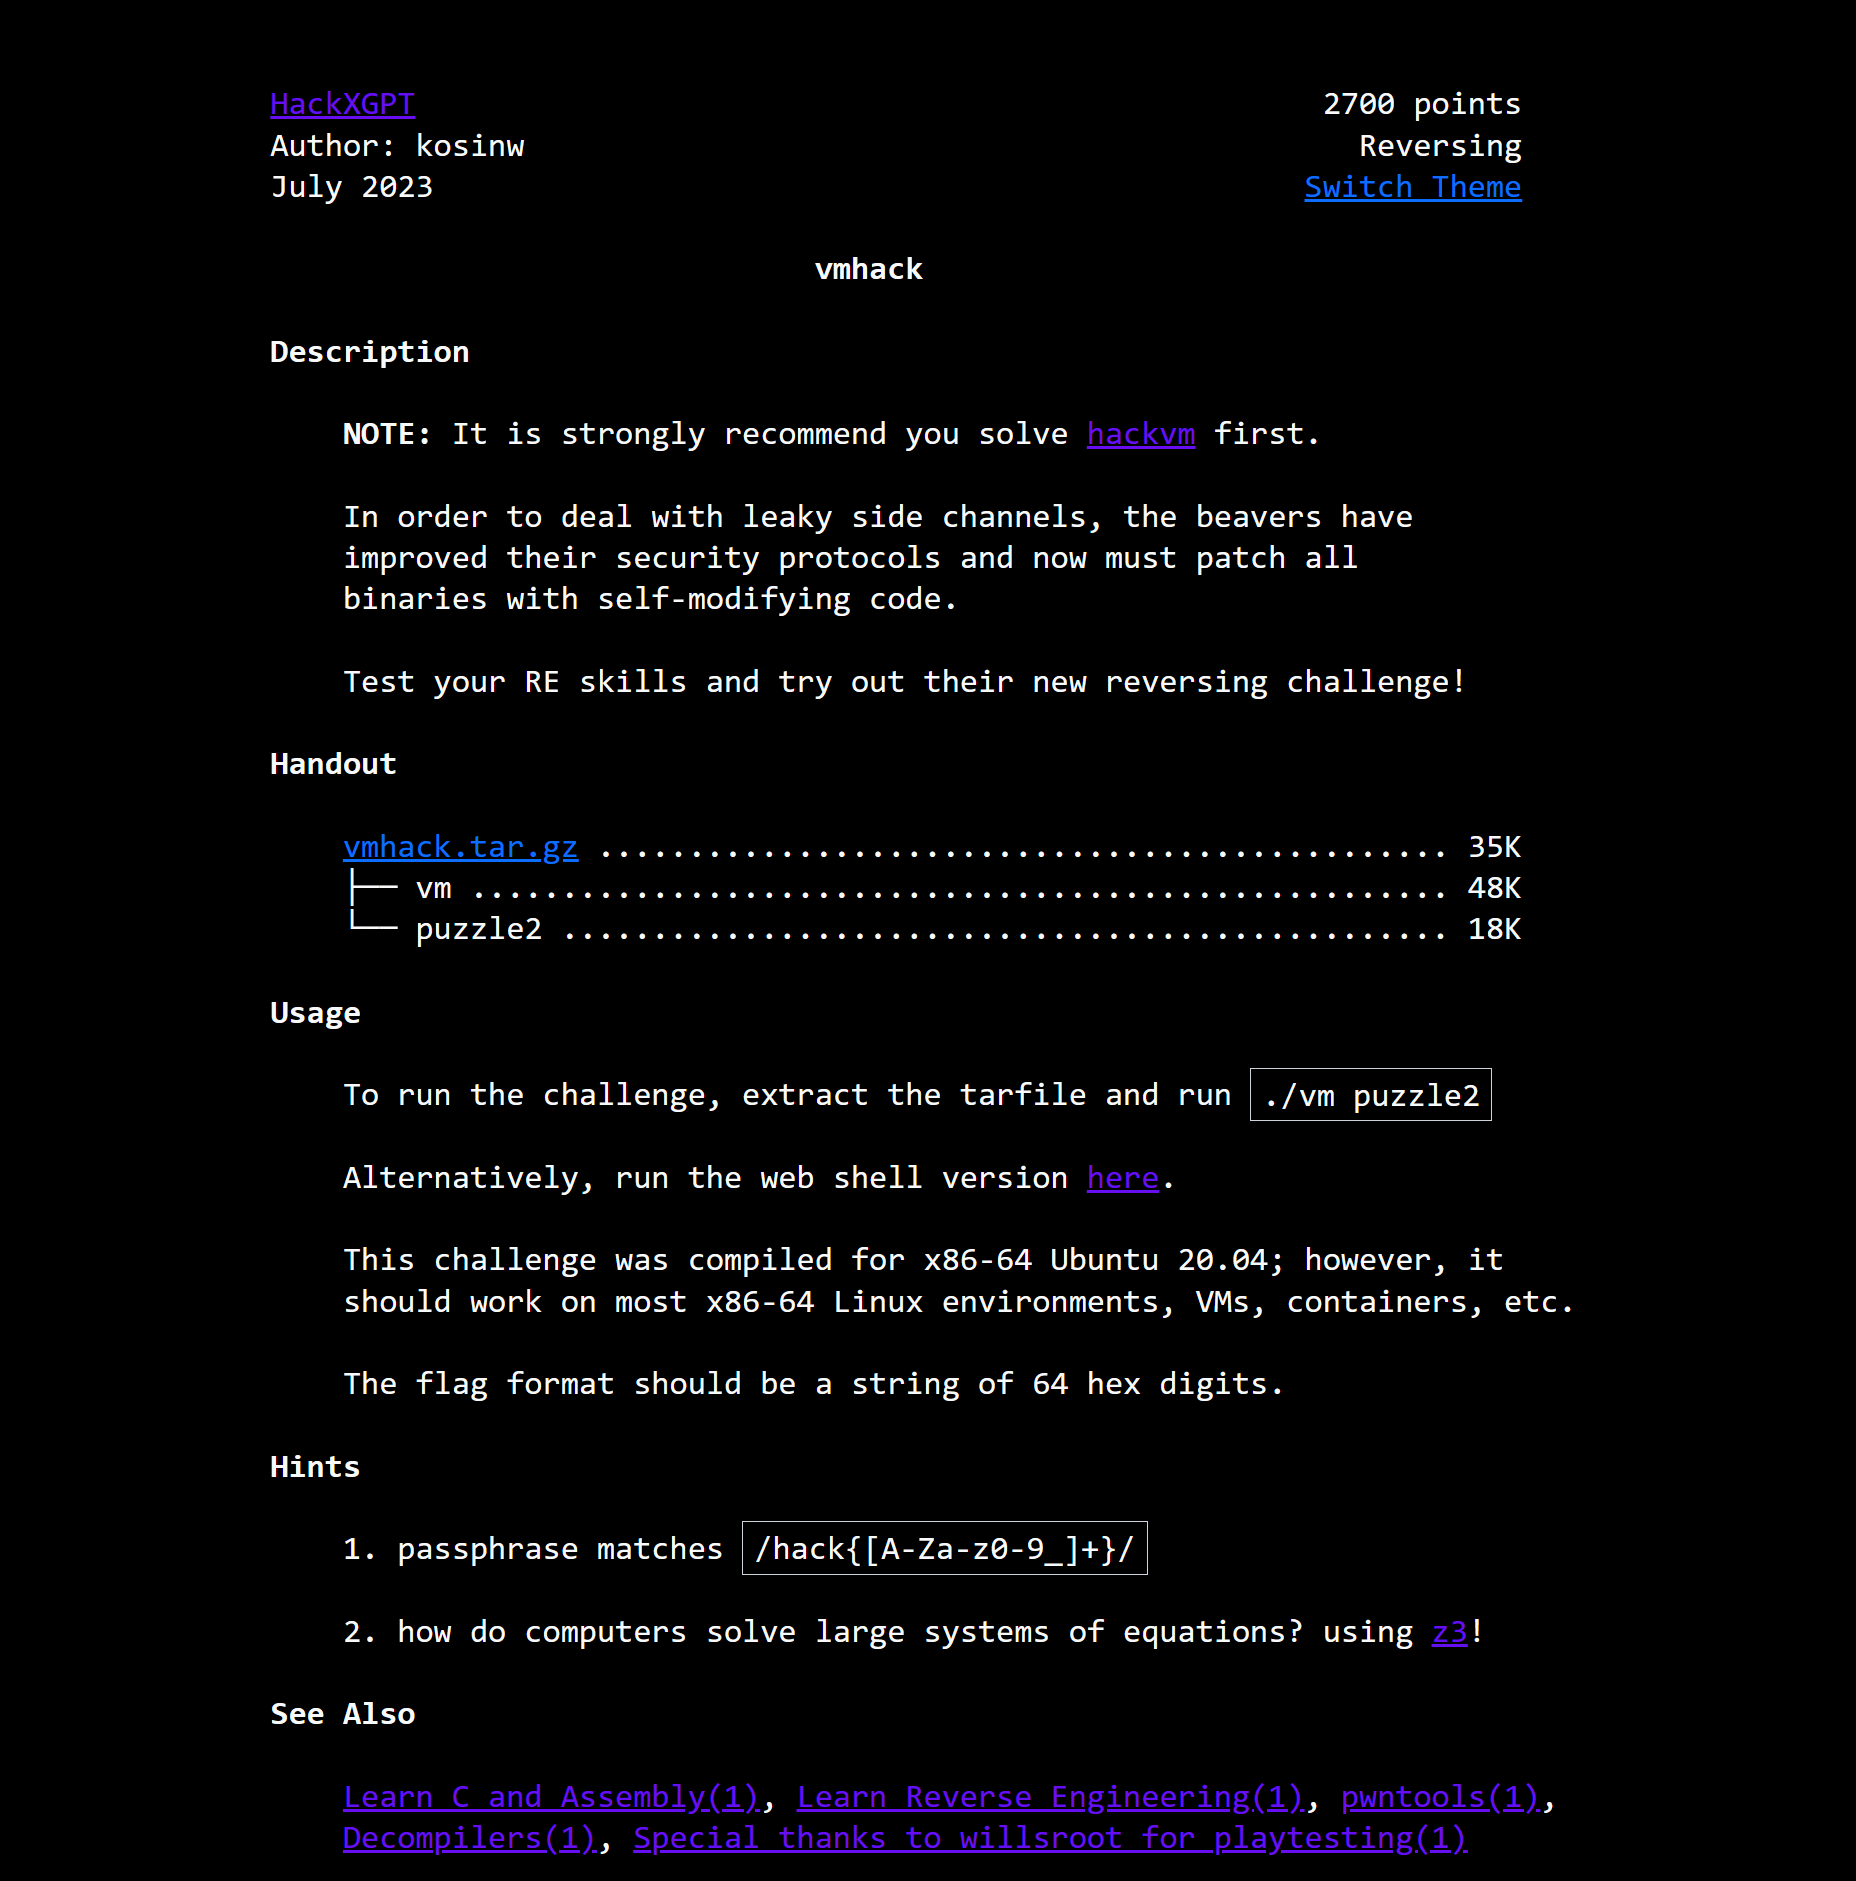 HackXGPT 2700 points
Author: kosinw Reversing
July 2023 Switch Theme
vmhack
Description
NOTE: It is strongly recommend you solve hackvm first.
In order to deal with leaky side channels, the beavers have
improved their security protocols and now must patch all
binaries with self-modifying code.
Test your RE skills and try out their new reversing challenge!
Handout
vmhack.tar.gz ............................................... 35K
├── vm ...................................................... 48K
└── puzzle2 ................................................. 18K
Usage
To run the challenge, extract the tarfile and run ./vm puzzle2
Alternatively, run the web shell version here.
This challenge was compiled for x86-64 Ubuntu 20.04; however, it
should work on most x86-64 Linux environments, VMs, containers, etc.
The flag format should be a string of 64 hex digits.
Hints
1. passphrase matches /hack{[A-Za-z0-9_]+}/
2. how do computers solve large systems of equations? using z3!
See Also
Learn C and Assembly(1), Learn Reverse Engineering(1), pwntools(1),
Decompilers(1), Special thanks to willsroot for playtesting(1)